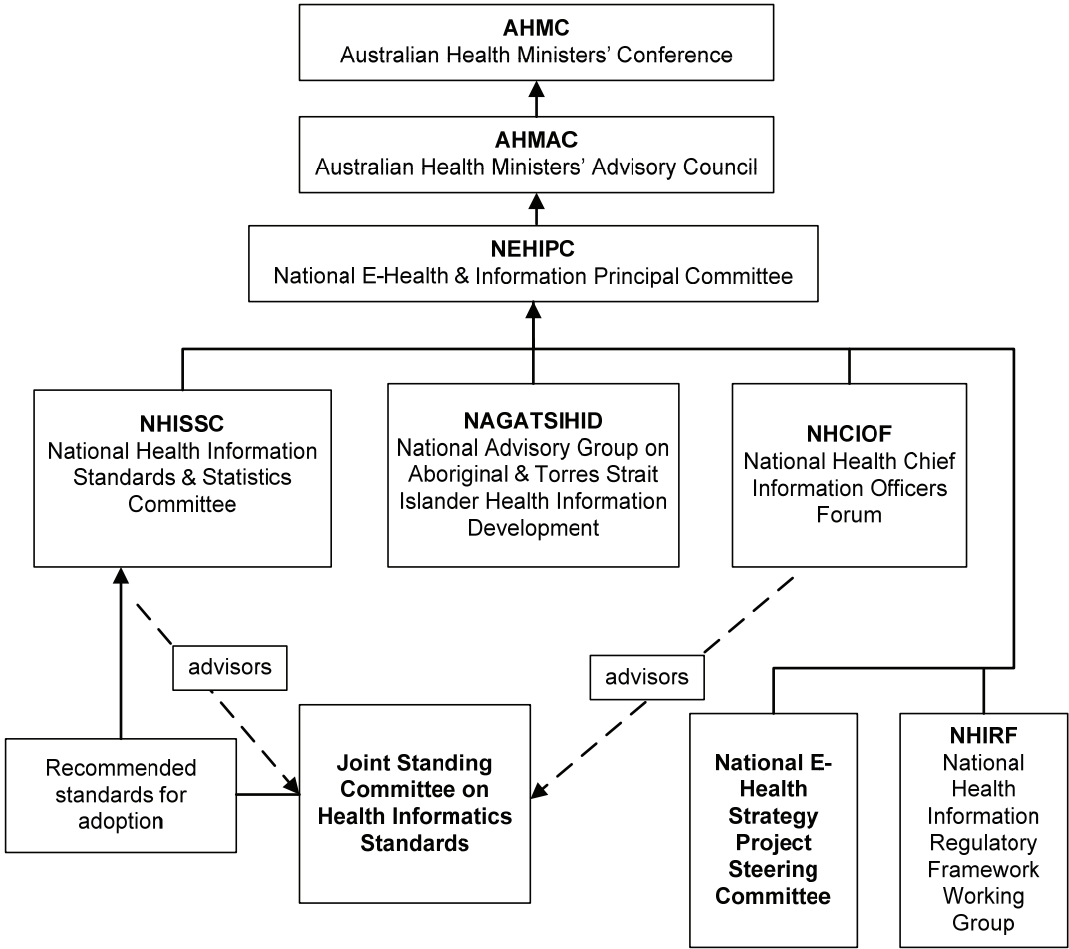 AHMC
Australian Health Ministers’ Conference
AHMAC
Australian Health Ministers’ Advisory Council
NEHIPC
National E-Health & Information Principal Committee
NHISSC
National Health Information
Standards & Statistics
Committee
NAGATSIHID
National Advisory Group on
Aboriginal & Torres Strait
Islander Health Information
Development
NHCIOF
National Health Chief
Information Officers
Forum
advisors
advisors
Recommended
standards for
adoption
Joint Standing
Committee on
Health Informatics
Standards
National E-
Health
Strategy
Project
Steering
Committee
NHIRF
National
Health
Information
Regulatory
Framework
Working
Group